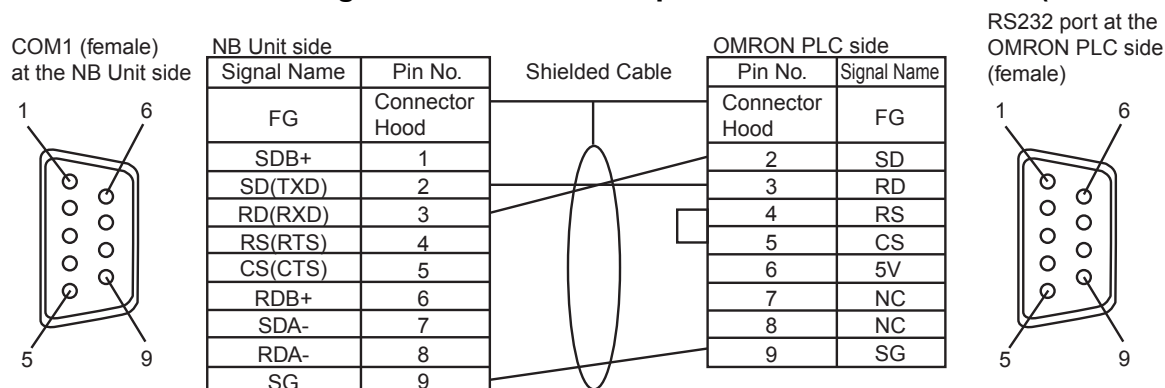 COM1 (female)
at the NB Unit side
1
6
5
9
NB Unit side
Signal Name Pin No.
FG Connector Hood
SDB+ 1
SD(TXD) 2
RD(RXD) 3
RS(RTS) 4
CS(CTS) 5
RDB+ 6
SDA- 7
RDA- 8
SG 9
Shielded Cable
OMRON PLC side
Pin No. Signal Name
Connector Hood FG
2 SD
3 RD
4 RS
5 CS
6 5V
7 NC
8 NC
9 SG
RS232 port at the
OMRON PLC side
(female)
1
6
5
9